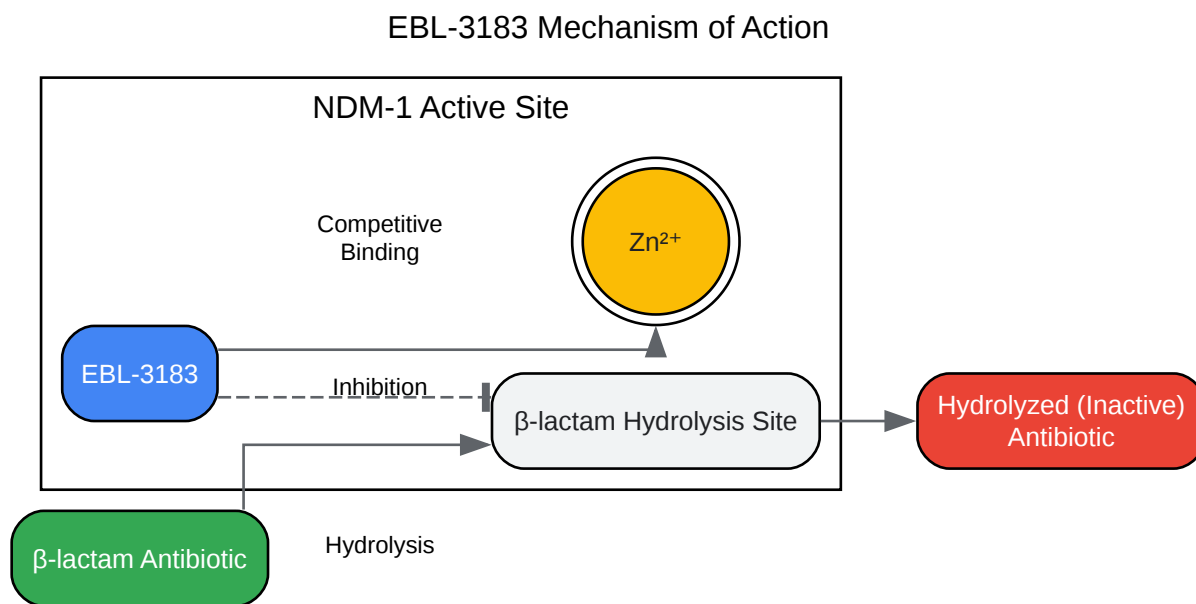 EBL-3183 Mechanism of Action
NDM-1 Active Site
Competitive
Binding
Zn²⁺
EBL-3183
Inhibition
β-lactam Hydrolysis Site
Hydrolyzed (Inactive)
Antibiotic
β-lactam Antibiotic
Hydrolysis